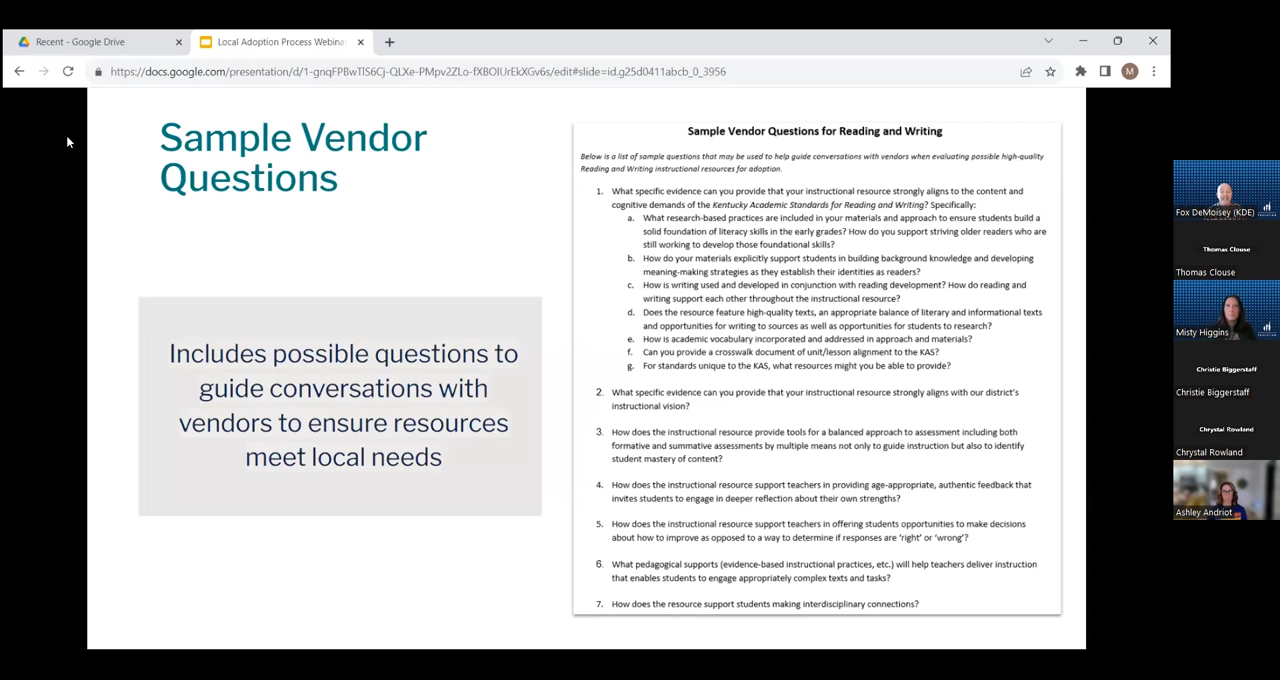 Recent - Google Drive
Local Adoption Process Webina
https://docs.google.com/presentation/d/1-gnqFPBwTlS6Cj-QLXe-PMpv2ZLo-fXBOlUrEkXGv6s/edit#slide=id.g25d0411abcb_0_3956
M
Sample Vendor
Questions
Includes possible questions to
guide conversations with
vendors to ensure resources
meet local needs
Sample Vendor Questions for Reading and Writing
Below is a list of sample questions that may be used to help guide conversations with vendors when evaluating possible high-quality
Reading and Writing instructional resources for adoption.
1. What specific evidence can you provide that your instructional resource strongly aligns to the content and
cognitive demands of the Kentucky Academic Standards for Reading and Writing? Specifically:
a. What research-based practices are included in your materials and approach to ensure students build a
solid foundation of literacy skills in the early grades? How do you support striving older readers who are
still working to develop those foundational skills?
b. How do your materials explicitly support students in building background knowledge and developing
meaning-making strategies as they establish their identities as readers?
c. How is writing used and developed in conjunction with reading development? How do reading and
writing support each other throughout the instructional resource?
d. Does the resource feature high-quality texts, an appropriate balance of literary and informational texts
and opportunities for writing to sources as well as opportunities for students to research?
e. How is academic vocabulary incorporated and addressed in approach and materials?
f. Can you provide a crosswalk document of unit/lesson alignment to the KAS?
g. For standards unique to the KAS, what resources might you be able to provide?
2. What specific evidence can you provide that your instructional resource strongly aligns with our district's
instructional vision?
3. How does the instructional resource provide tools for a balanced approach to assessment including both
formative and summative assessments by multiple means not only to guide instruction but also to identify
student mastery of content?
4. How does the instructional resource support teachers in providing age-appropriate, authentic feedback that
invites students to engage in deeper reflection about their own strengths?
5. How does the instructional resource support teachers in offering students opportunities to make decisions
about how to improve as opposed to a way to determine if responses are 'right' or 'wrong'?
6. What pedagogical supports (evidence-based instructional practices, etc.) will help teachers deliver instruction
that enables students to engage appropriately complex texts and tasks?
7. How does the resource support students making interdisciplinary connections?
Fox DeMoisey (KDE)
Thomas Clouse
Thomas Clouse
Misty Higgins
Christie Biggerstaff
Christie Biggerstaff
Chrystal Rowland
Chrystal Rowland
Ashley Andriot